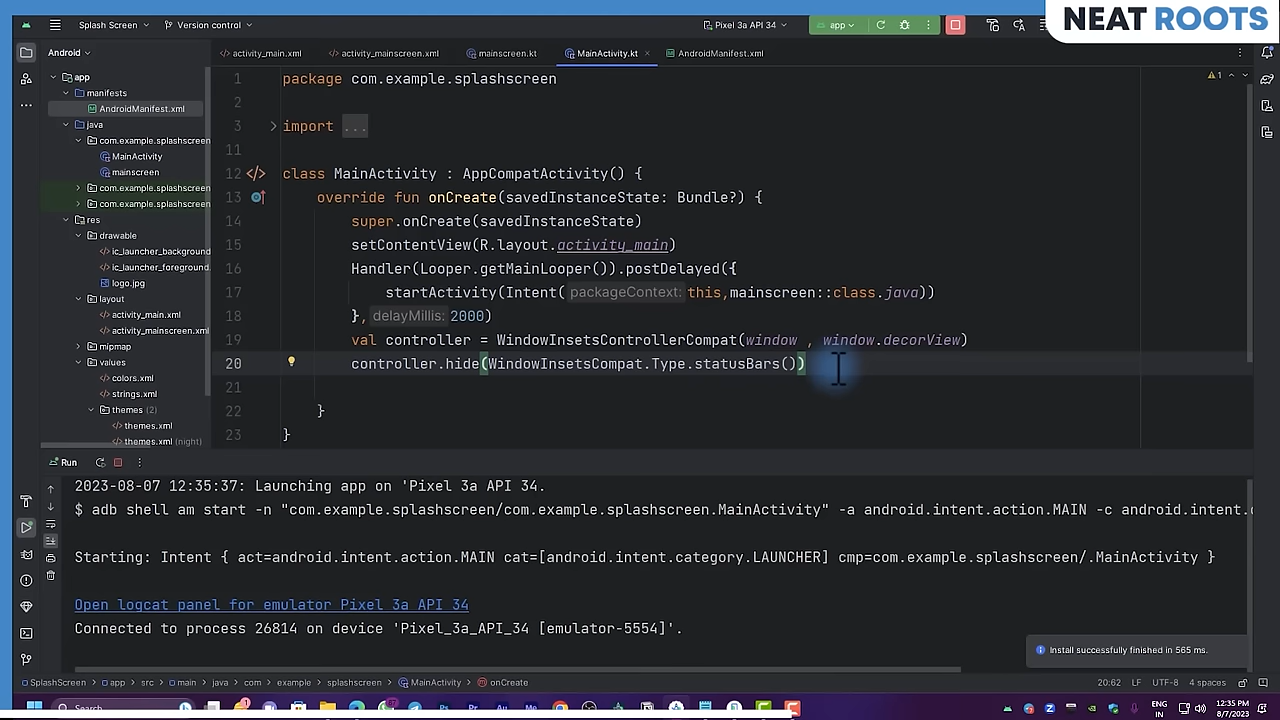 NEAT ROOTS
Splash Screen
Version control
Pixel 3a API 34
app
Android
activity_main.xml
activity_mainscreen.xml
mainscreen.kt
MainActivity.kt
AndroidManifest.xml
app
manifests
AndroidManifest.xml
java
com.example.splashscreen
MainActivity
mainscreen
com.example.splashscreen
com.example.splashscreen
res
drawable
ic_launcher_background
ic_launcher_foreground.
logo.jpg
layout
activity_main.xml
activity_mainscreen.xml
mipmap
values
colors.xml
strings.xml
themes (2)
themes.xml
themes.xml (night)
1 package com.example.splashscreen
1
2
3 import ...
11
12 class MainActivity : AppCompatActivity() {
13 override fun onCreate(savedInstanceState: Bundle?) {
14 super.onCreate(savedInstanceState)
15 setContentView(R.layout.activity_main)
16 Handler(Looper.getMainLooper()).postDelayed({
17 startActivity(Intent( packageContext: this,mainscreen::class.java))
18 }, delayMillis: 2000)
19 val controller = WindowInsetsControllerCompat(window , window.decorView)
20 controller.hide(WindowInsetsCompat.Type.statusBars())
21
22 }
23 }
Run
2023-08-07 12:35:37: Launching app on 'Pixel 3a API 34.
$ adb shell am start -n "com.example.splashscreen/com.example.splashscreen.MainActivity" -a android.intent.action.MAIN -c android.intent.c
Starting: Intent { act=android.intent.action.MAIN cat=[android.intent.category.LAUNCHER] cmp=com.example.splashscreen/.MainActivity }
Open logcat panel for emulator Pixel 3a API 34
Connected to process 26814 on device 'Pixel_3a_API_34 [emulator-5554]'.
Install successfully finished in 565 ms.
SplashScreen > app > src > main > java > com > example > splashscreen > MainActivity > onCreate
20:62 LF UTF-8 4 spaces
Search
ENG
IN
12:35 PM
8/7/2023